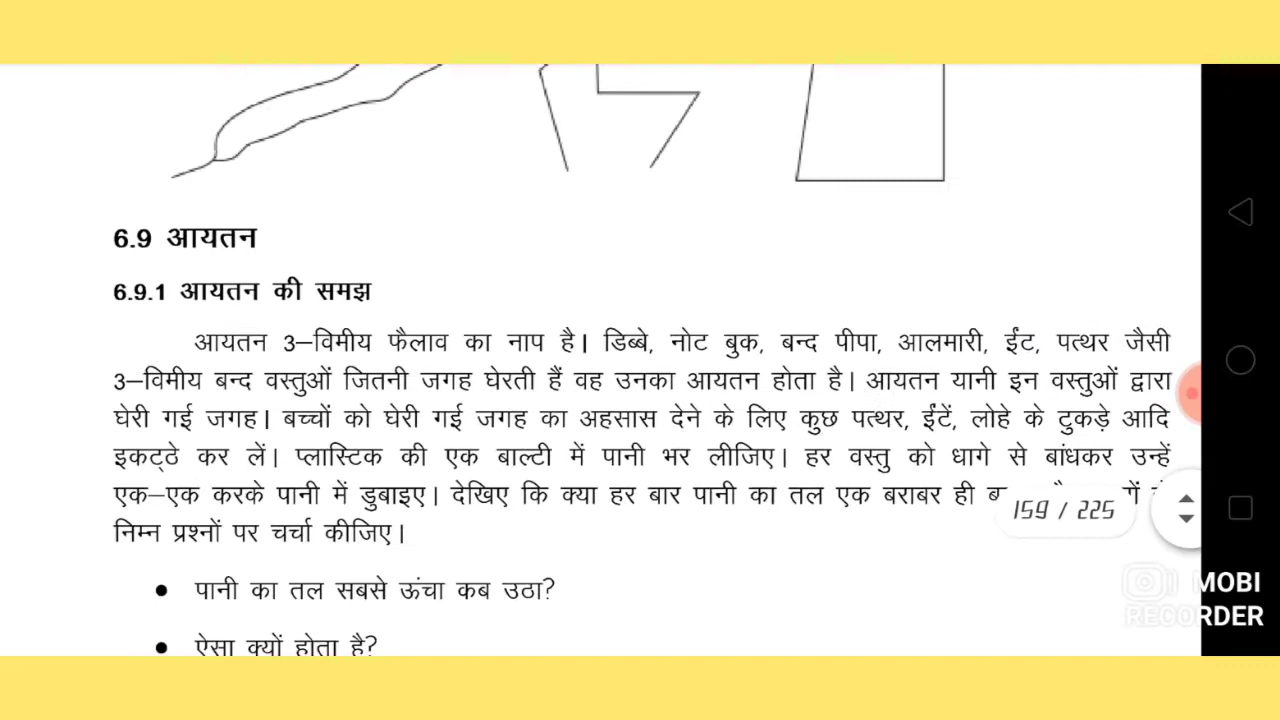 6.9 आयतन
6.9.1 आयतन की समझ
आयतन 3–विमीय फैलाव का नाप है। डिब्बे, नोट बुक, बन्द पीपा, आलमारी, ईंट, पत्थर जैसी
3–विमीय बन्द वस्तुओं जितनी जगह घेरती हैं वह उनका आयतन होता है। आयतन यानी इन वस्तुओं द्वारा
घेरी गई जगह। बच्चों को घेरी गई जगह का अहसास देने के लिए कुछ पत्थर, ईंटें, लोहे के टुकड़े आदि
इकट्ठे कर लें। प्लास्टिक की एक बाल्टी में पानी भर लीजिए। हर वस्तु को धागे से बांधकर उन्हें
एक–एक करके पानी में डुबाइए। देखिए कि क्या हर बार पानी का तल एक बराबर ही
159 / 225
निम्न प्रश्नों पर चर्चा कीजिए।
• पानी का तल सबसे ऊंचा कब उठा?
• ऐसा क्यों होता है?
MOBI
RECORDER